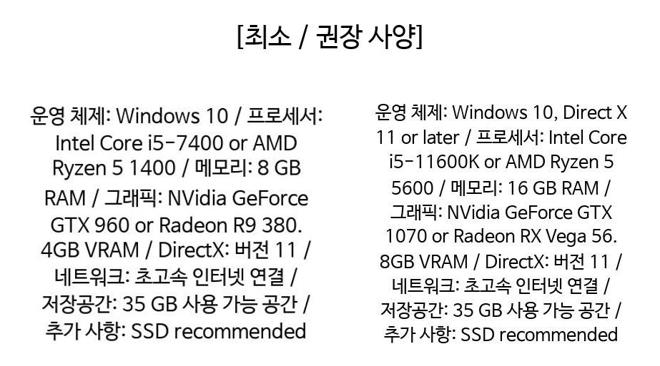 [최소 / 권장 사양]
운영 체제: Windows 10 / 프로세서:
Intel Core i5-7400 or AMD
Ryzen 5 1400 / 메모리: 8 GB
RAM / 그래픽: NVidia GeForce
GTX 960 or Radeon R9 380.
4GB VRAM / DirectX: 버전 11 /
네트워크: 초고속 인터넷 연결 /
저장공간: 35 GB 사용 가능 공간 /
추가 사항: SSD recommended
운영 체제: Windows 10, Direct X
11 or later / 프로세서: Intel Core
i5-11600K or AMD Ryzen 5
5600 / 메모리: 16 GB RAM /
그래픽: NVidia GeForce GTX
1070 or Radeon RX Vega 56.
8GB VRAM / DirectX: 버전 11 /
네트워크: 초고속 인터넷 연결 /
저장공간: 35 GB 사용 가능 공간 /
추가 사항: SSD recommended